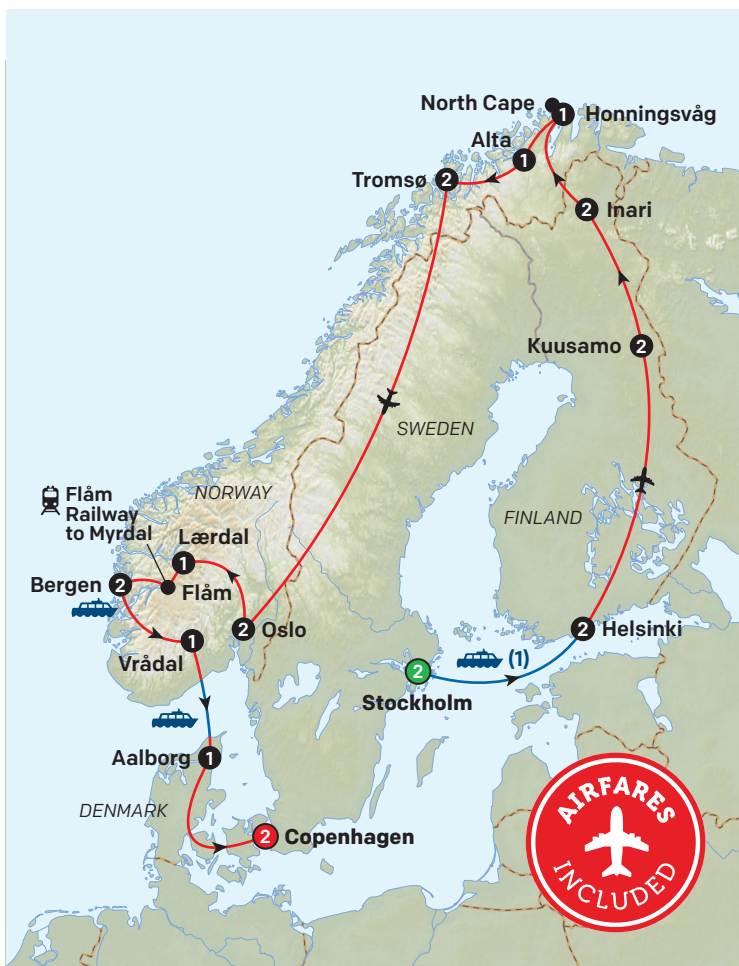 North Cape
1
Honningsvåg
Alta
1
Tromsø
2
2
Inari
Kuusamo
2
SWEDEN
NORWAY
FINLAND
Flåm
Railway
to Myrdal
Lærdal
1
Bergen
2
Flåm
2
Oslo
2
Helsinki
Vrådal
1
(1)
2
Stockholm
Aalborg
1
DENMARK
2
Copenhagen
AIRFARES
INCLUDED